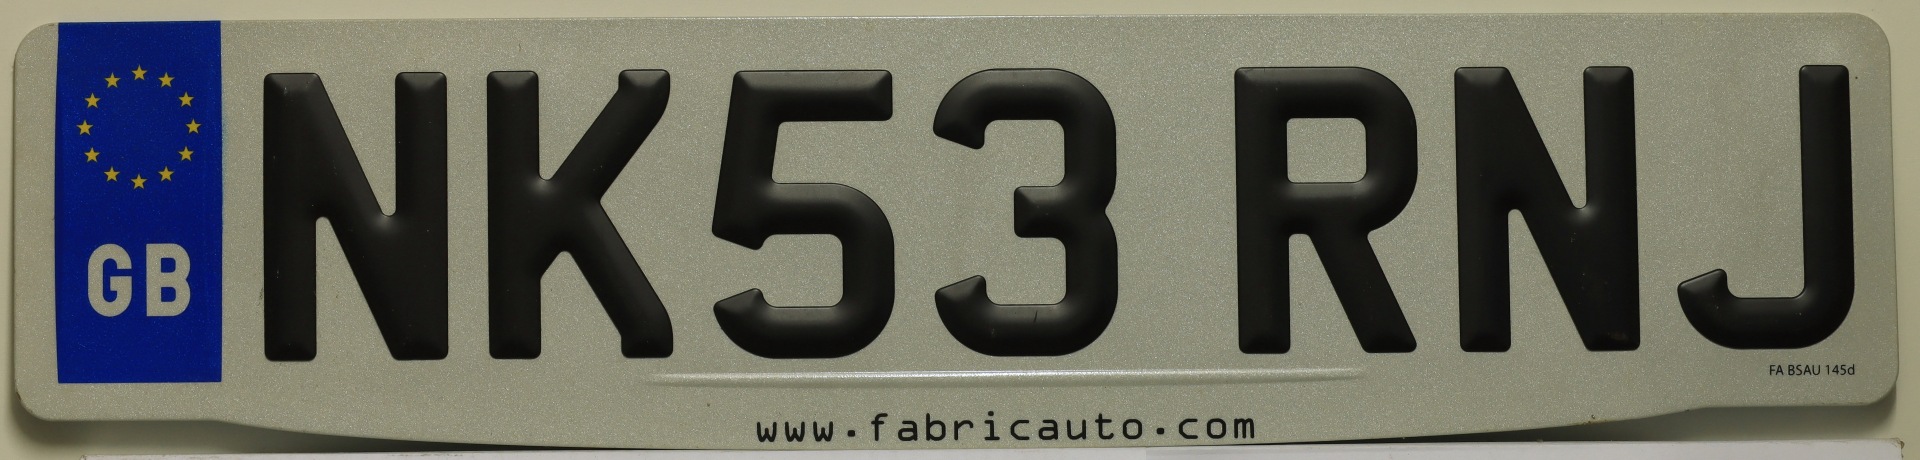 GB
NK53 RNJ
FA BSAU 145d
www.fabricauto.com